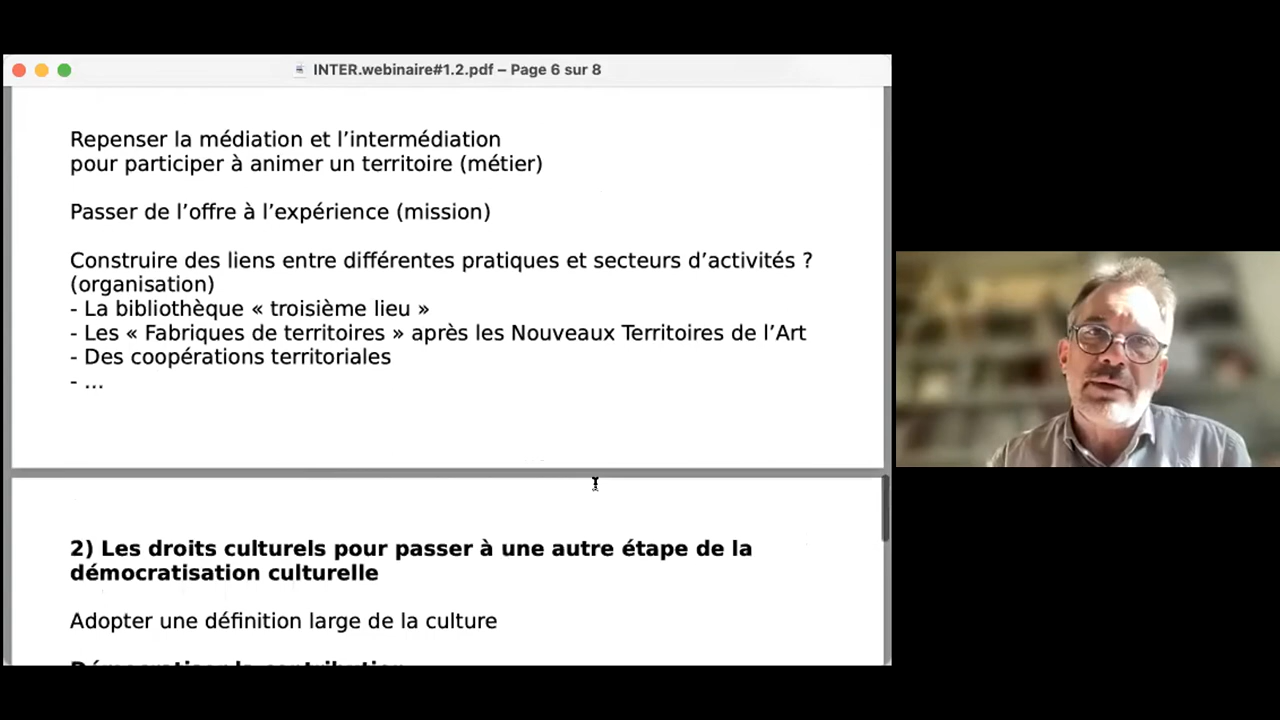 INTER.webinaire#1.2.pdf – Page 6 sur 8
Repenser la médiation et l’intermédiation
pour participer à animer un territoire (métier)
Passer de l’offre à l’expérience (mission)
Construire des liens entre différentes pratiques et secteurs d’activités ?
(organisation)
- La bibliothèque « troisième lieu »
- Les « Fabriques de territoires » après les Nouveaux Territoires de l’Art
- Des coopérations territoriales
- ...
2) Les droits culturels pour passer à une autre étape de la
démocratisation culturelle
Adopter une définition large de la culture
Démocratiser la contribution